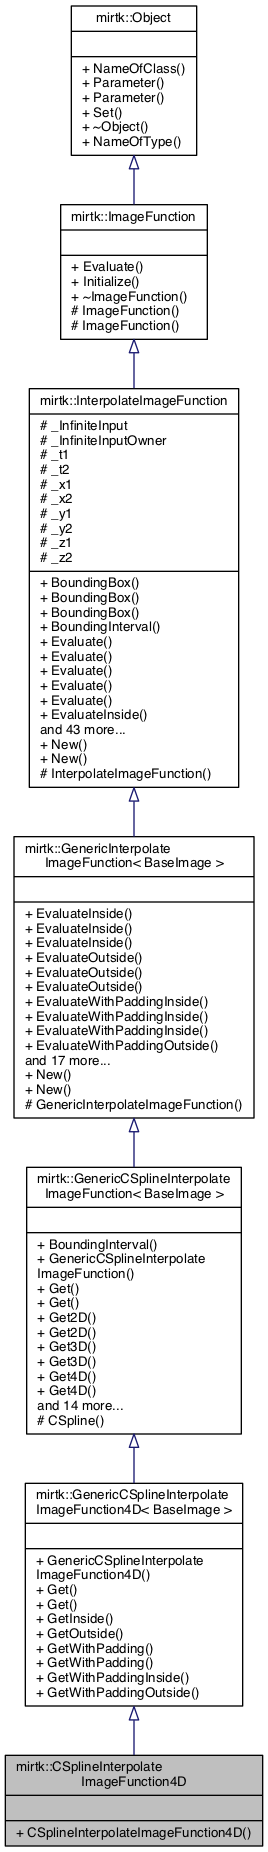 mirtk::Object
+ NameOfClass()
+ Parameter()
+ Parameter()
+ Set()
+ ~Object()
+ NameOfType()
mirtk::ImageFunction
+ Evaluate()
+ Initialize()
+ ~ImageFunction()
# ImageFunction()
# ImageFunction()
mirtk::InterpolateImageFunction
# _InfiniteInput
# _InfiniteInputOwner
# _t1
# _t2
# _x1
# _x2
# _y1
# _y2
# _z1
# _z2
+ BoundingBox()
+ BoundingBox()
+ BoundingBox()
+ BoundingInterval()
+ Evaluate()
+ Evaluate()
+ Evaluate()
+ Evaluate()
+ Evaluate()
+ EvaluateInside()
and 43 more...
+ New()
+ New()
# InterpolateImageFunction()
mirtk::GenericInterpolate
ImageFunction< BaseImage >
+ EvaluateInside()
+ EvaluateInside()
+ EvaluateInside()
+ EvaluateOutside()
+ EvaluateOutside()
+ EvaluateOutside()
+ EvaluateWithPaddingInside()
+ EvaluateWithPaddingInside()
+ EvaluateWithPaddingInside()
+ EvaluateWithPaddingOutside()
and 17 more...
+ New()
+ New()
# GenericInterpolateImageFunction()
mirtk::GenericCSplineInterpolate
ImageFunction< BaseImage >
+ BoundingInterval()
+ GenericCSplineInterpolate
ImageFunction()
+ Get()
+ Get()
+ Get2D()
+ Get2D()
+ Get3D()
+ Get3D()
+ Get4D()
+ Get4D()
and 14 more...
# CSpline()
mirtk::GenericCSplineInterpolate
ImageFunction4D< BaseImage >
+ GenericCSplineInterpolate
ImageFunction4D()
+ Get()
+ Get()
+ GetInside()
+ GetOutside()
+ GetWithPadding()
+ GetWithPadding()
+ GetWithPaddingInside()
+ GetWithPaddingOutside()
mirtk::CSplineInterpolate
ImageFunction4D
+ CSplineInterpolateImageFunction4D()